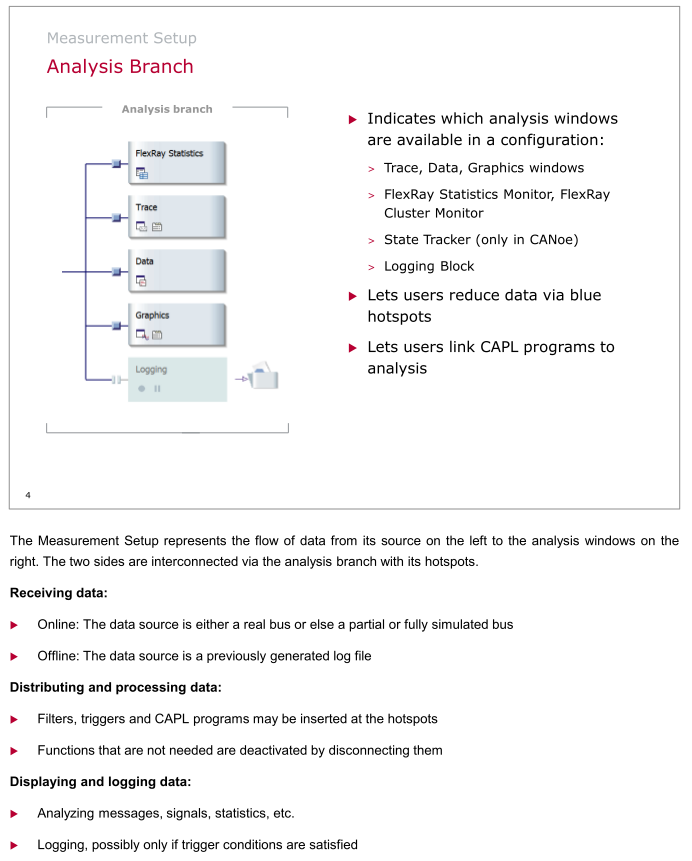 Measurement Setup
Analysis Branch
Analysis branch
FlexRay Statistics
Trace
Data
Graphics
Logging
Indicates which analysis windows
are available in a configuration:
> Trace, Data, Graphics windows
> FlexRay Statistics Monitor, FlexRay
Cluster Monitor
> State Tracker (only in CANoe)
> Logging Block
Lets users reduce data via blue
hotspots
Lets users link CAPL programs to
analysis
4
The Measurement Setup represents the flow of data from its source on the left to the analysis windows on the
right. The two sides are interconnected via the analysis branch with its hotspots.
Receiving data:
Online: The data source is either a real bus or else a partial or fully simulated bus
Offline: The data source is a previously generated log file
Distributing and processing data:
Filters, triggers and CAPL programs may be inserted at the hotspots
Functions that are not needed are deactivated by disconnecting them
Displaying and logging data:
Analyzing messages, signals, statistics, etc.
Logging, possibly only if trigger conditions are satisfied